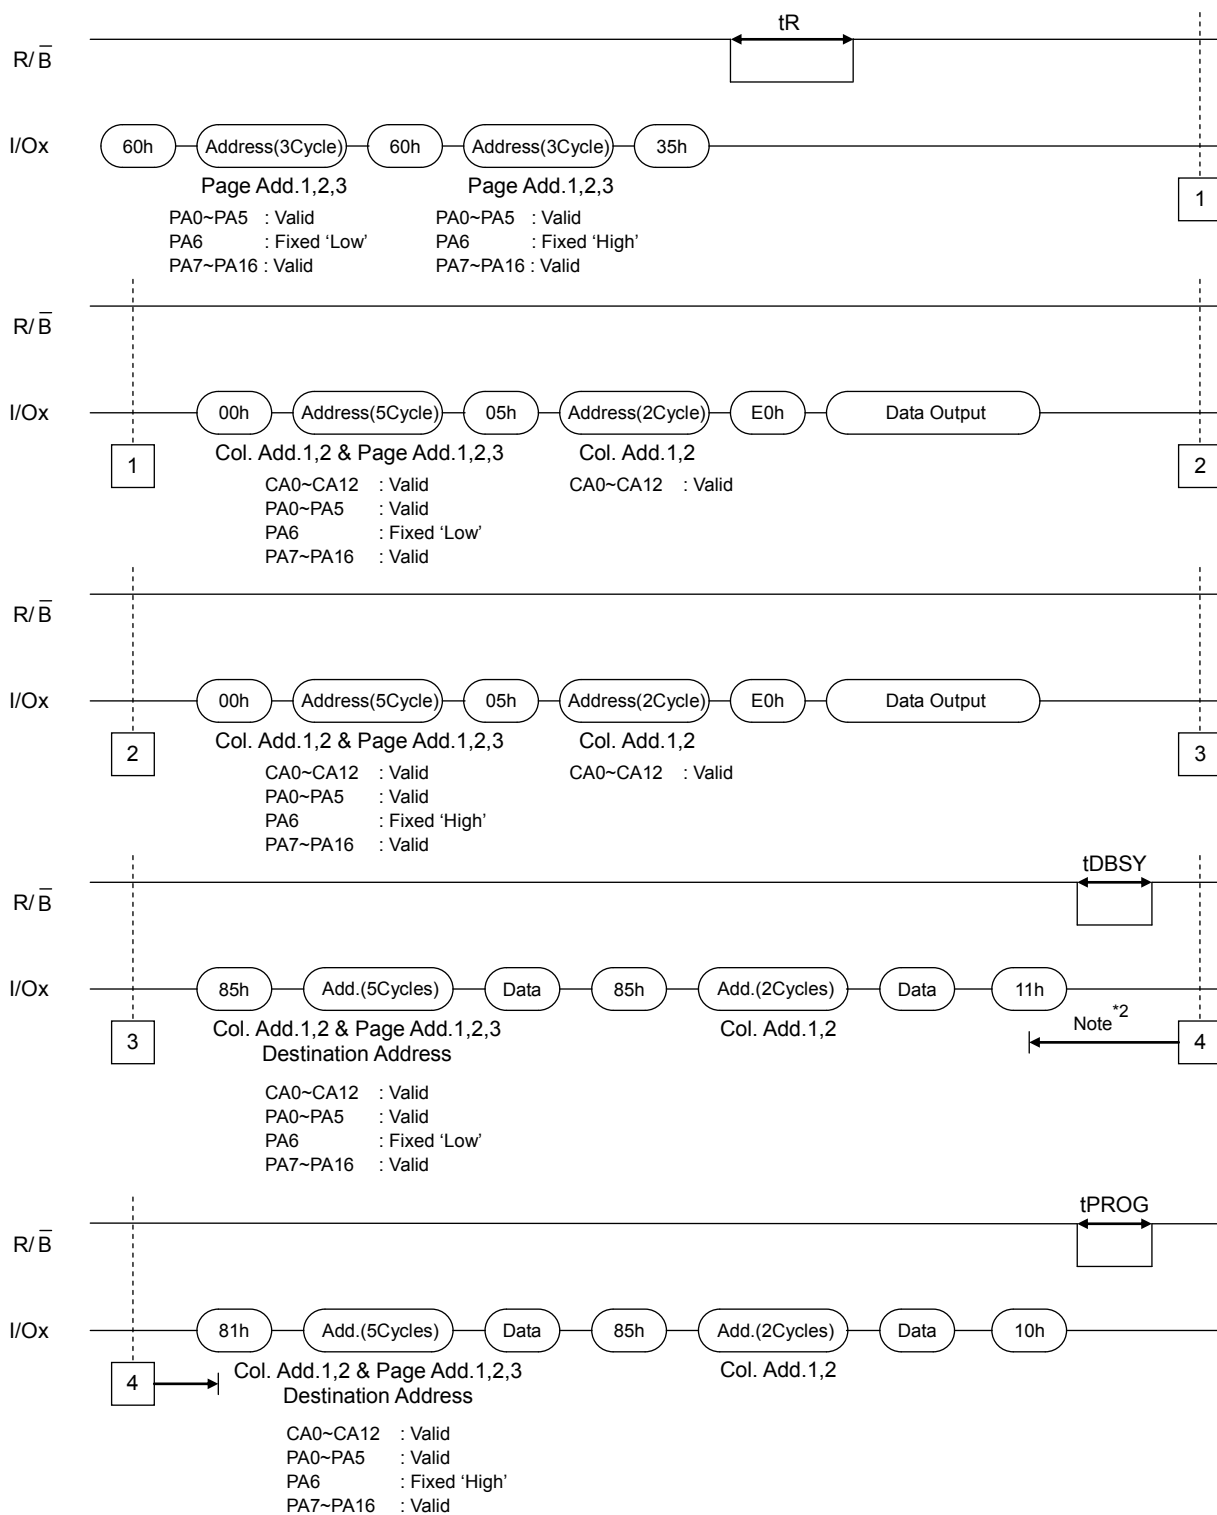 tR
R/B̅
I/Ox 60h Address(3Cycle) 60h Address(3Cycle) 35h
Page Add.1,2,3 Page Add.1,2,3
1
PA0~PA5 : Valid PA0~PA5 : Valid
PA6 : Fixed ‘Low’ PA6 : Fixed ‘High’
PA7~PA16 : Valid PA7~PA16 : Valid
R/B̅
I/Ox 00h Address(5Cycle) 05h Address(2Cycle) E0h Data Output
Col. Add.1,2 & Page Add.1,2,3 Col. Add.1,2
1 2
CA0~CA12 : Valid CA0~CA12 : Valid
PA0~PA5 : Valid
PA6 : Fixed ‘Low’
PA7~PA16 : Valid
R/B̅
I/Ox 00h Address(5Cycle) 05h Address(2Cycle) E0h Data Output
Col. Add.1,2 & Page Add.1,2,3 Col. Add.1,2
2 3
CA0~CA12 : Valid CA0~CA12 : Valid
PA0~PA5 : Valid
PA6 : Fixed ‘High’
PA7~PA16 : Valid
tDBSY
R/B̅
I/Ox 85h Add.(5Cycles) Data 85h Add.(2Cycles) Data 11h
Col. Add.1,2 & Page Add.1,2,3 Col. Add.1,2 Note*2
3 4
Destination Address
CA0~CA12 : Valid
PA0~PA5 : Valid
PA6 : Fixed ‘Low’
PA7~PA16 : Valid
tPROG
R/B̅
I/Ox 81h Add.(5Cycles) Data 85h Add.(2Cycles) Data 10h
Col. Add.1,2 & Page Add.1,2,3 Col. Add.1,2
4
Destination Address
CA0~CA12 : Valid
PA0~PA5 : Valid
PA6 : Fixed ‘High’
PA7~PA16 : Valid